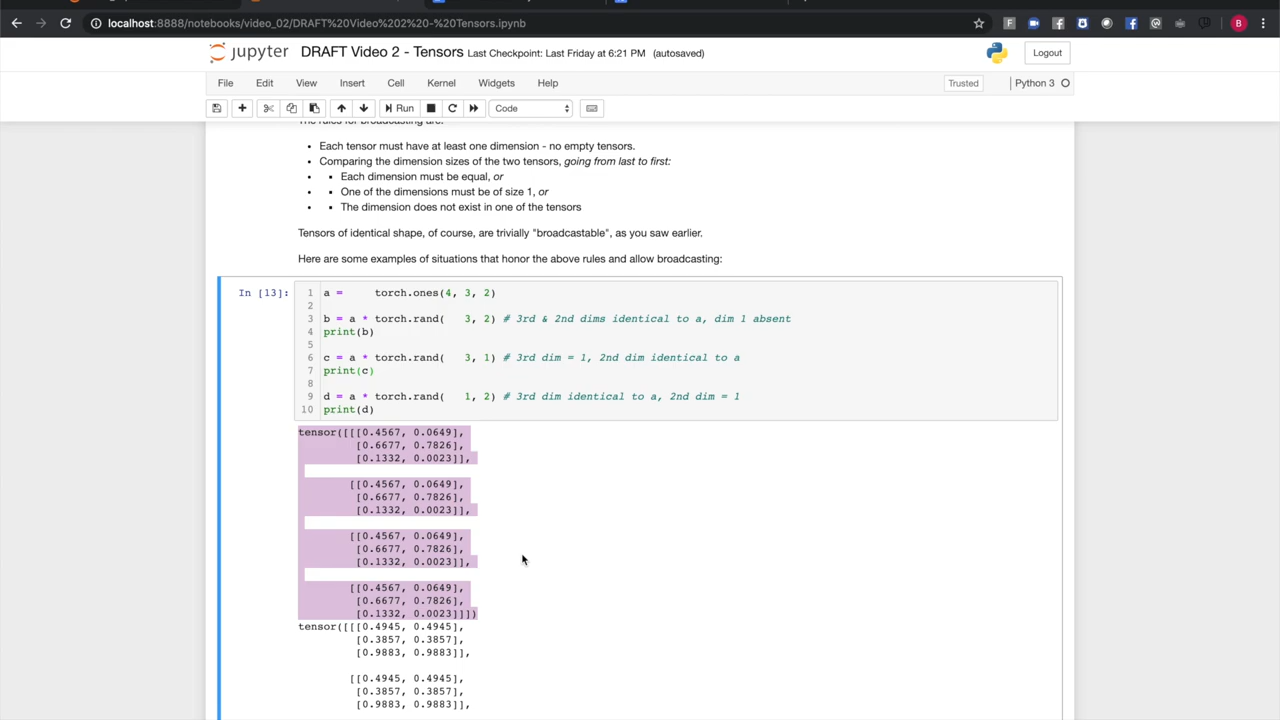 localhost:8888/notebooks/video_02/DRAFT%20Video%202%20-%20Tensors.ipynb
B
jupyter DRAFT Video 2 - Tensors Last Checkpoint: Last Friday at 6:21 PM (autosaved)
Logout
File Edit View Insert Cell Kernel Widgets Help
Trusted
Python 3
Run
Code
The rules for broadcasting are:
Each tensor must have at least one dimension - no empty tensors.
Comparing the dimension sizes of the two tensors, going from last to first:
Each dimension must be equal, or
One of the dimensions must be of size 1, or
The dimension does not exist in one of the tensors
Tensors of identical shape, of course, are trivially "broadcastable", as you saw earlier.
Here are some examples of situations that honor the above rules and allow broadcasting:
In [13]:
1 a =     torch.ones(4, 3, 2)
2
3 b = a * torch.rand(   3, 2) # 3rd & 2nd dims identical to a, dim 1 absent
4 print(b)
5
6 c = a * torch.rand(   3, 1) # 3rd dim = 1, 2nd dim identical to a
7 print(c)
8
9 d = a * torch.rand(   1, 2) # 3rd dim identical to a, 2nd dim = 1
10 print(d)
tensor([[[0.4567, 0.0649],
[0.6677, 0.7826],
[0.1332, 0.0023]],
[[0.4567, 0.0649],
[0.6677, 0.7826],
[0.1332, 0.0023]],
[[0.4567, 0.0649],
[0.6677, 0.7826],
[0.1332, 0.0023]],
[[0.4567, 0.0649],
[0.6677, 0.7826],
[0.1332, 0.0023]]])
tensor([[[0.4945, 0.4945],
[0.3857, 0.3857],
[0.9883, 0.9883]],
[[0.4945, 0.4945],
[0.3857, 0.3857],
[0.9883, 0.9883]],